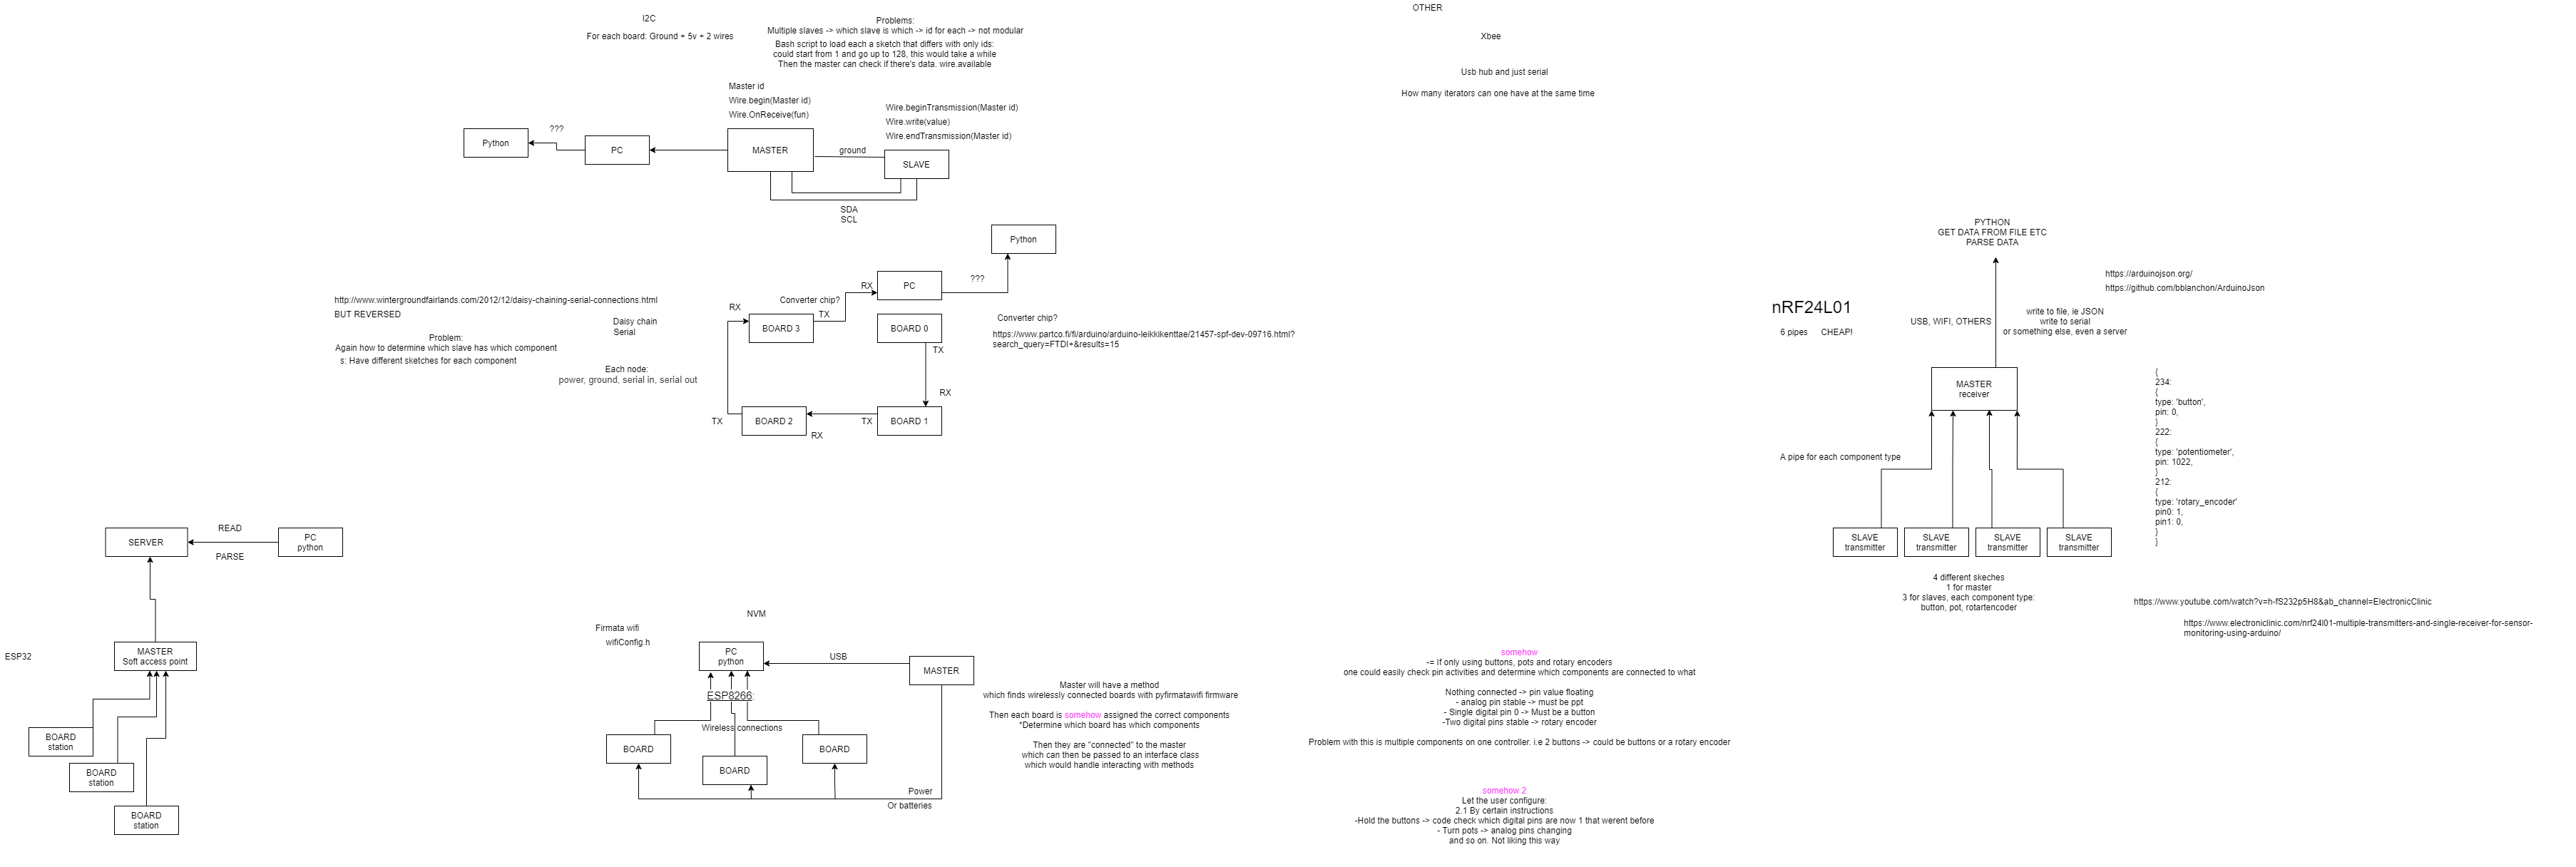 I2C
For each board: Ground + 5v + 2 wires
Problems:
Multiple slaves -> which slave is which -> id for each -> not modular
Bash script to load each a sketch that differs with only ids:
could start from 1 and go up to 128, this would take a while
Then the master can check if there's data. wire.available
Master id
Wire.begin(Master id)
Wire.OnReceive(fun)
Wire.beginTransmission(Master id)
Wire.write(value)
Wire.endTransmission(Master id)
Python
???
PC
MASTER
ground
SLAVE
SDA
SCL
OTHER
Xbee
Usb hub and just serial
How many iterators can one have at the same time
Python
???
PC
RX
Converter chip?
TX
RX
BOARD 3
BOARD 0
TX
RX
BOARD 1
TX
RX
BOARD 2
TX
http://www.wintergroundfairlands.com/2012/12/daisy-chaining-serial-connections.html
BUT REVERSED
Daisy chain
Serial
Problem:
Again how to determine which slave has which component
s: Have different sketches for each component
Each node:
power, ground, serial in, serial out
Converter chip?
https://www.partco.fi/fi/arduino/arduino-leikkikenttae/21457-spf-dev-09716.html?
search_query=FTDI+&results=15
PYTHON
GET DATA FROM FILE ETC
PARSE DATA
https://arduinojson.org/
https://github.com/bblanchon/ArduinoJson
nRF24L01
6 pipes
CHEAP!
USB, WIFI, OTHERS
write to file, ie JSON
write to serial
or something else, even a server
MASTER
receiver
A pipe for each component type
{
234:
{
type: 'button',
pin: 0,
}
222:
{
type: 'potentiometer',
pin: 1022,
}
212:
{
type: 'rotary_encoder'
pin0: 1,
pin1: 0,
}
}
SLAVE
transmitter
SLAVE
transmitter
SLAVE
transmitter
SLAVE
transmitter
4 different skeches
1 for master
3 for slaves, each component type:
button, pot, rotartencoder
https://www.youtube.com/watch?v=h-fS232p5H8&ab_channel=ElectronicClinic
https://www.electroniclinic.com/nrf24l01-multiple-transmitters-and-single-receiver-for-sensor-
monitoring-using-arduino/
SERVER
READ
PARSE
PC
python
ESP32
MASTER
Soft access point
BOARD
station
BOARD
station
BOARD
station
NVM
Firmata wifi
wifiConfig.h
PC
python
USB
MASTER
ESP8266:
Wireless connections
BOARD
BOARD
BOARD
Power
Or batteries
Master will have a method
which finds wirelessly connected boards with pyfirmatawifi firmware
Then each board is somehow assigned the correct components
*Determine which board has which components
Then they are "connected" to the master
which can then be passed to an interface class
which would handle interacting with methods
somehow
-= If only using buttons, pots and rotary encoders
one could easily check pin activities and determine which components are connected to what
Nothing connected -> pin value floating
- analog pin stable -> must be ppt
- Single digital pin 0 -> Must be a button
-Two digital pins stable -> rotary encoder
Problem with this is multiple components on one controller. i.e 2 buttons -> could be buttons or a rotary encoder
somehow 2
Let the user configure:
2.1 By certain instructions
-Hold the buttons -> code check which digital pins are now 1 that werent before
- Turn pots -> analog pins changing
and so on. Not liking this way